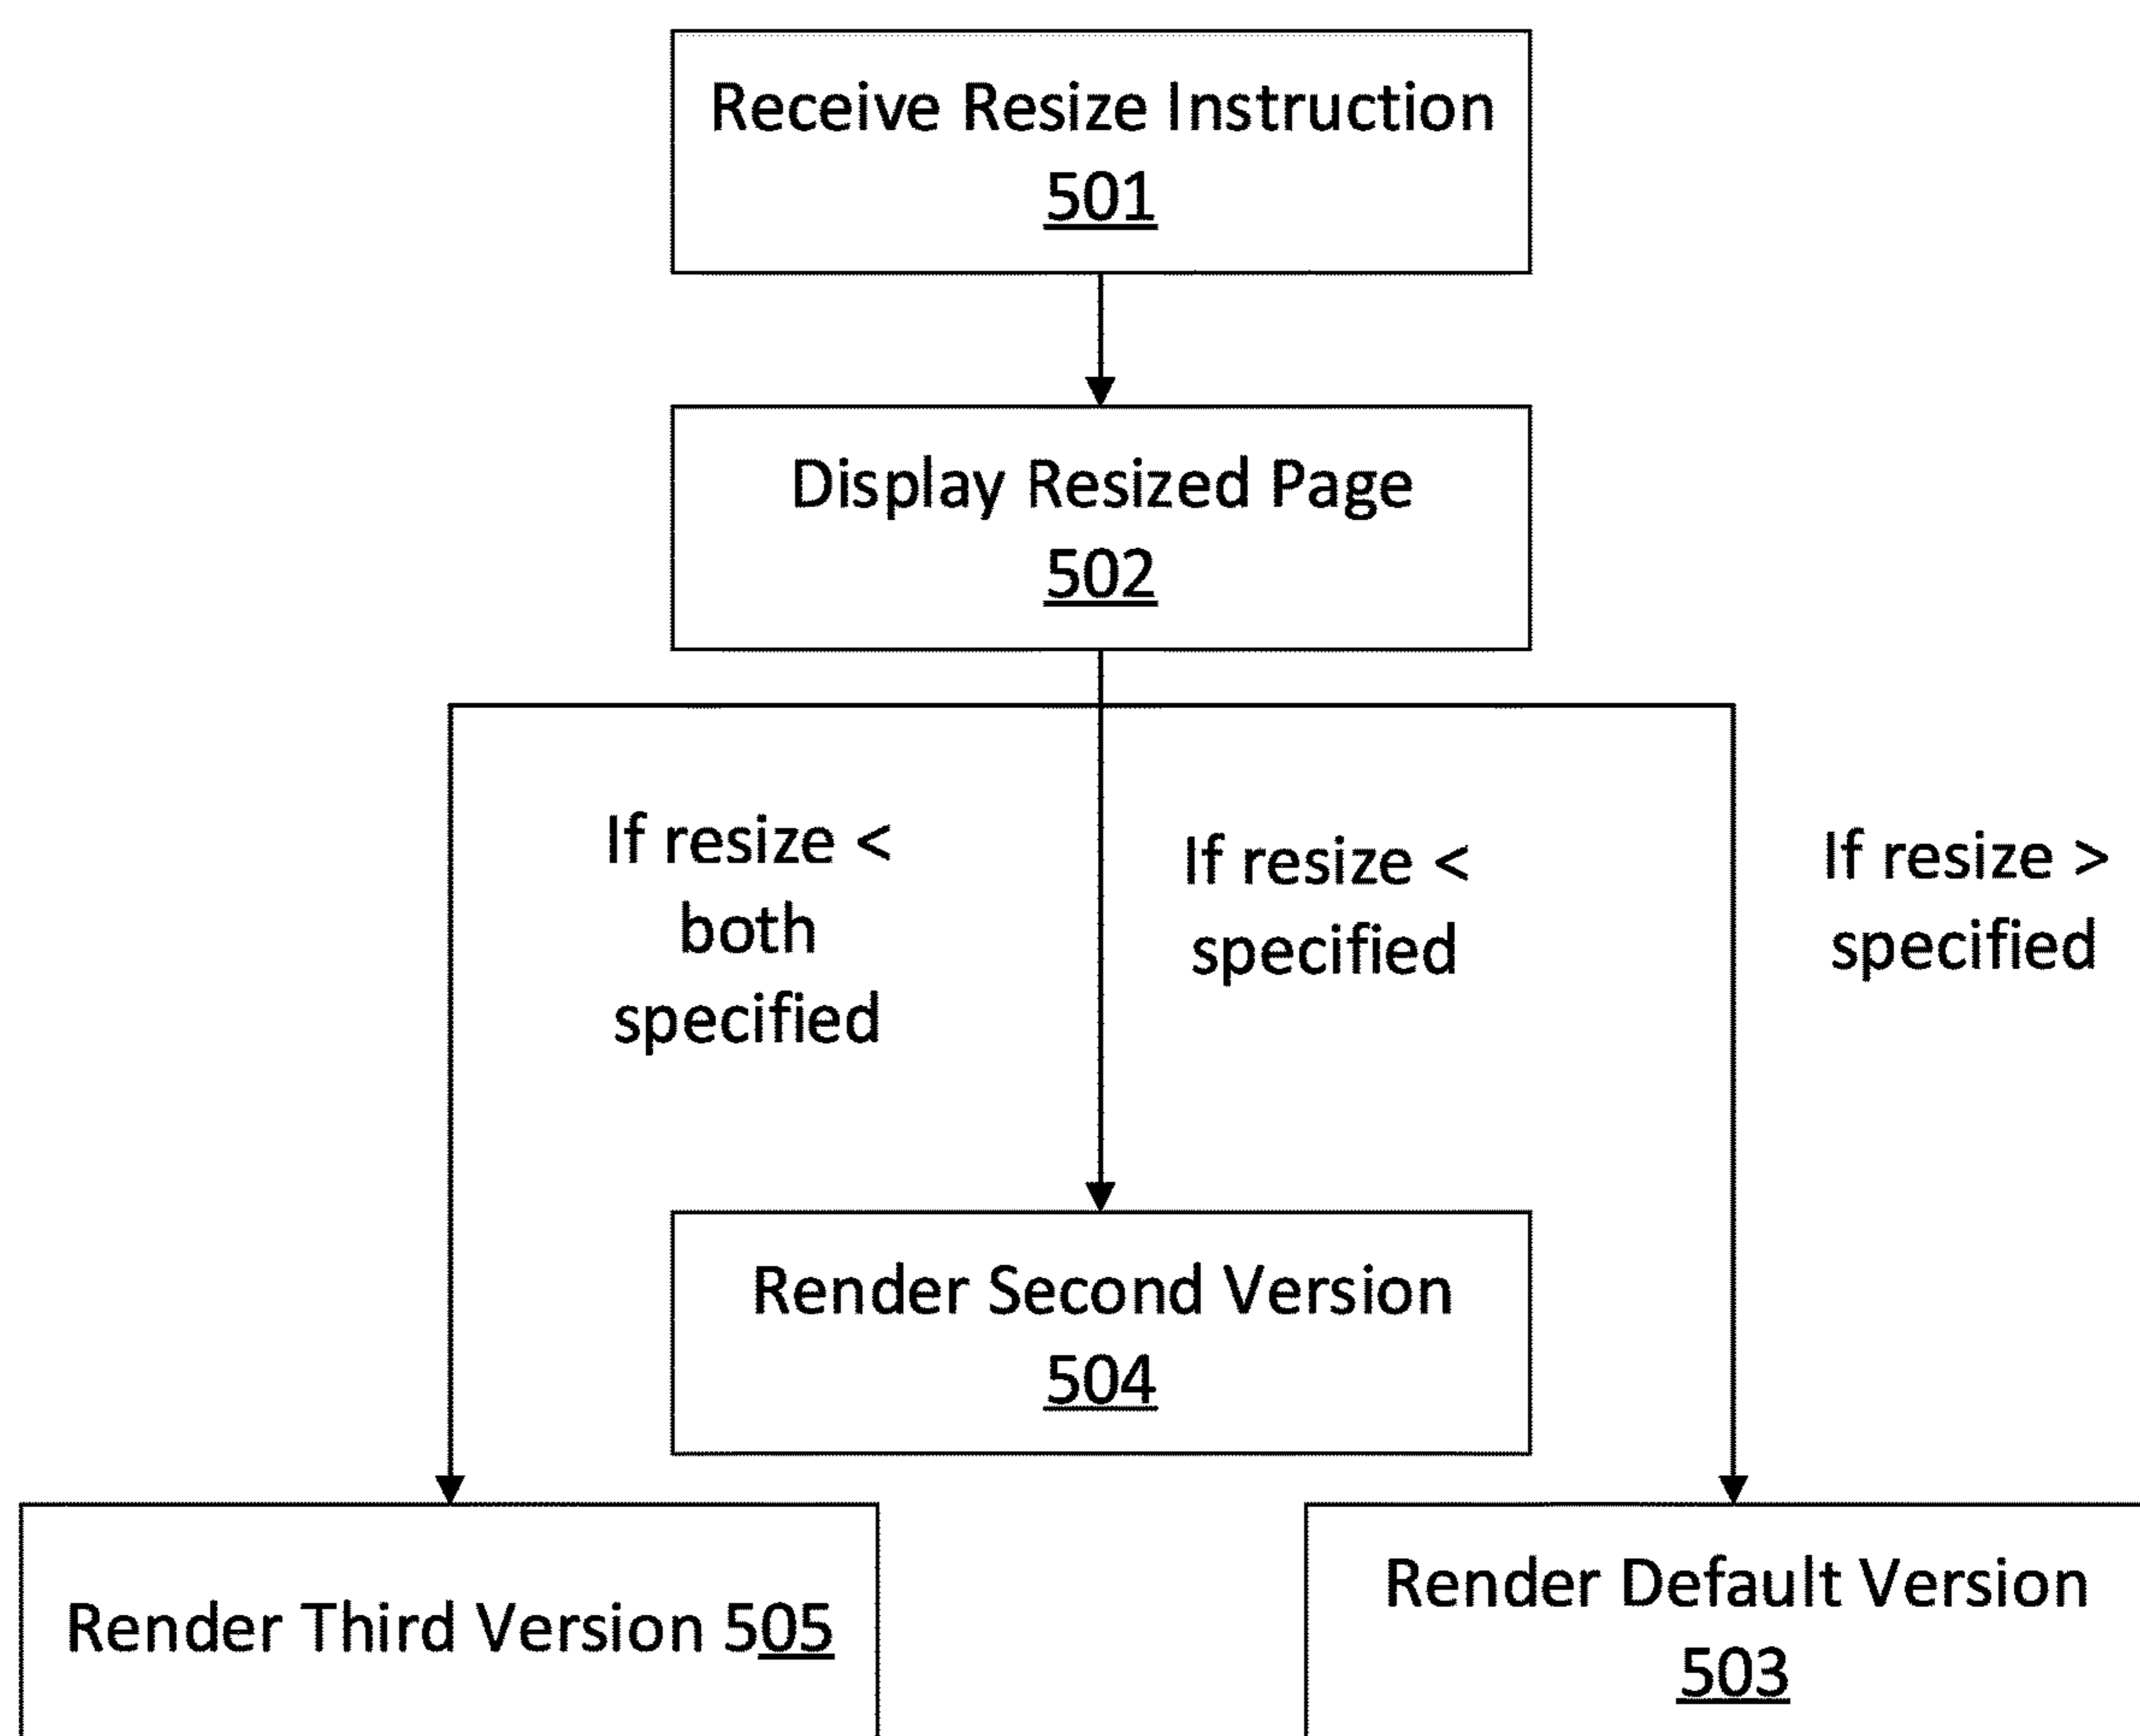 Receive Resize Instruction
501
Display Resized Page
502
If resize <
both
specified
If resize <
specified
If resize >
specified
Render Second Version
504
Render Third Version 505
Render Default Version
503